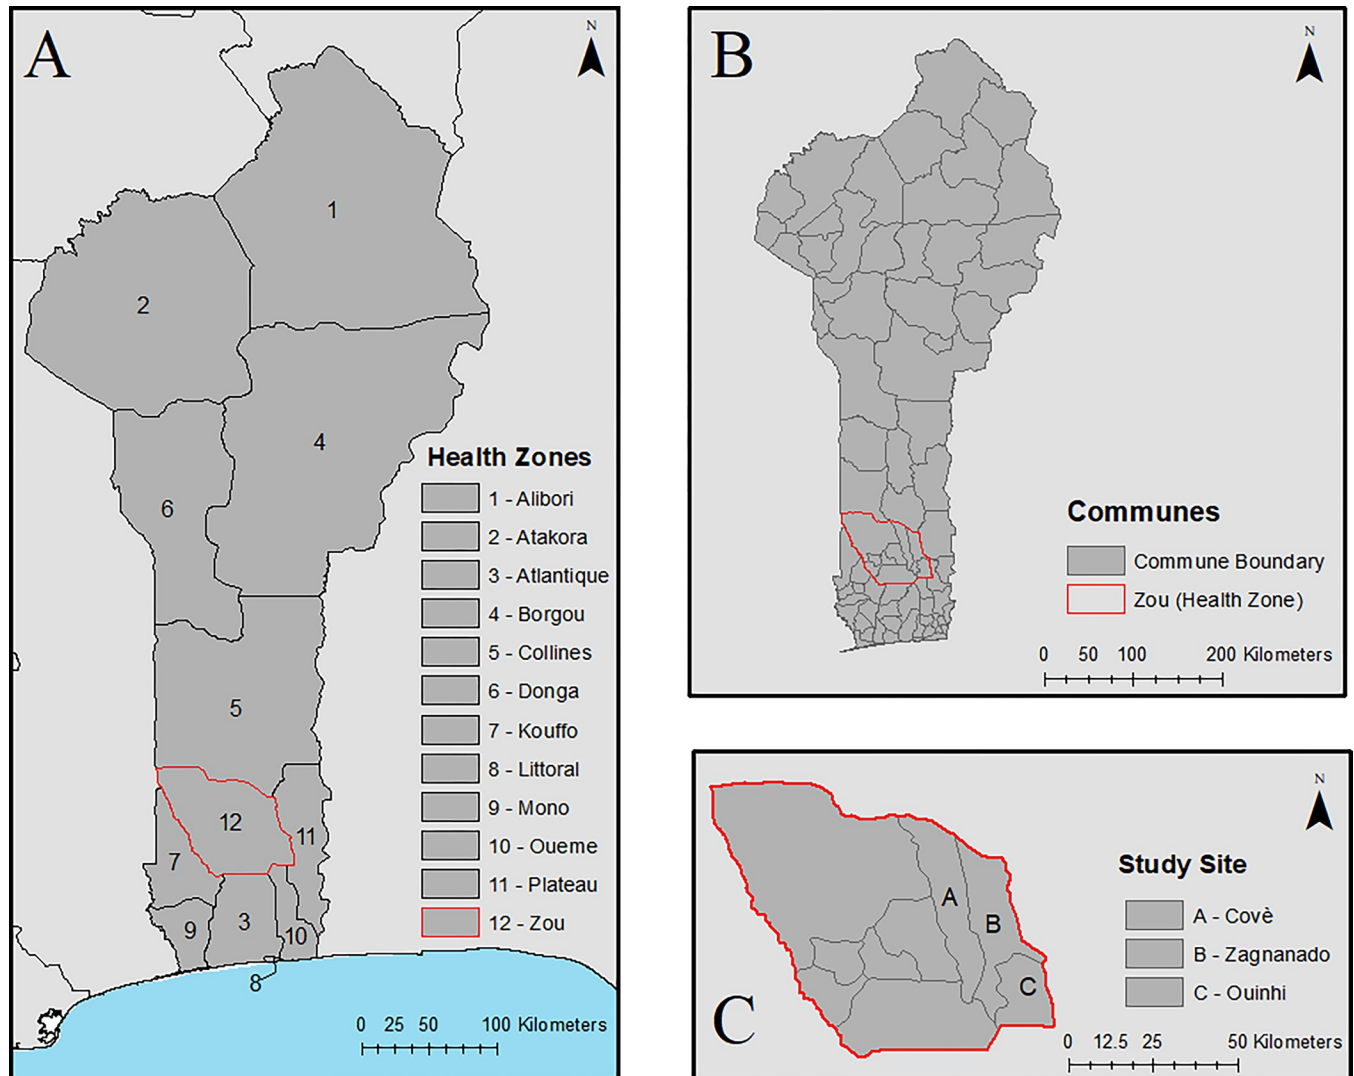 A
N
1
2
4
6
5
12
11
7
9
3
10
8
Health Zones
1 - Alibori
2 - Atakora
3 - Atlantique
4 - Borgou
5 - Collines
6 - Donga
7 - Kouffo
8 - Littoral
9 - Mono
10 - Oueme
11 - Plateau
12 - Zou
0 25 50 100 Kilometers
B
N
Communes
Commune Boundary
Zou (Health Zone)
0 50 100 200 Kilometers
C
N
A
B
C
Study Site
A - Covè
B - Zagnanado
C - Ouinhi
0 12.5 25 50 Kilometers